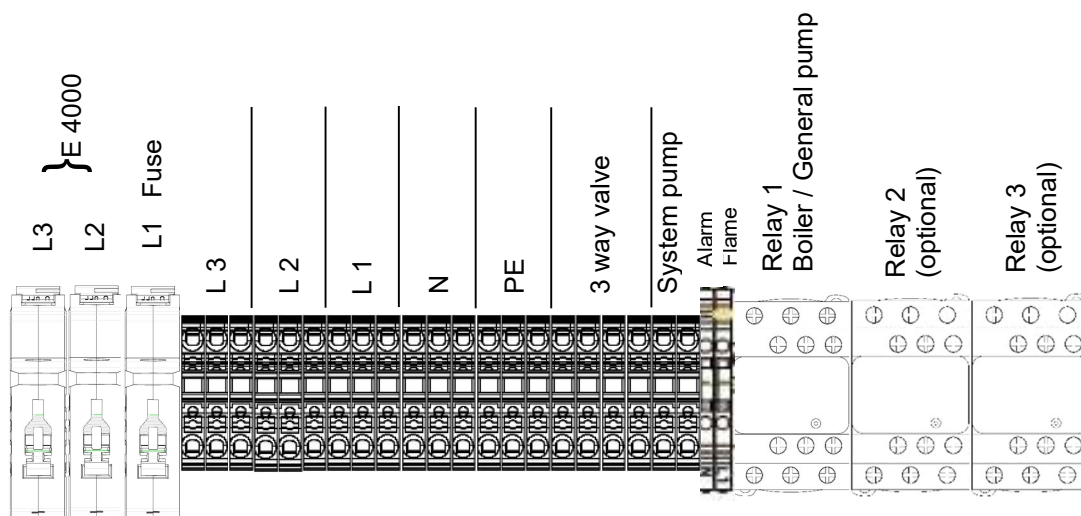 L3
L2
E 4000
L1 Fuse
L 3
L 2
L 1
N
PE
3 way valve
System pump
Alarm
Flame
Relay 1
Boiler / General pump
Relay 2
(optional)
Relay 3
(optional)